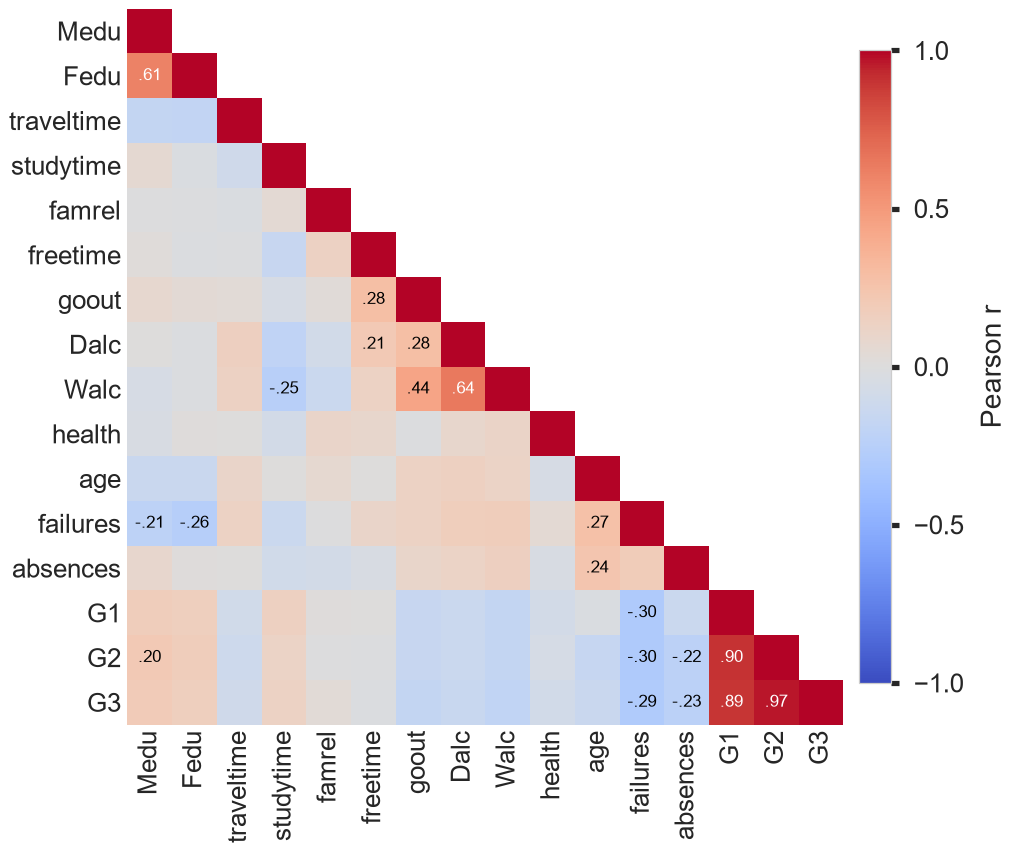 Medu
Fedu .61
traveltime
studytime
famrel
freetime
goout .28
Dalc .21 .28
Walc -.25 .44 .64
health
age
failures -.21 -.26 .27
absences .24
G1 -.30
G2 .20 -.30 -.22 .90
G3 -.29 -.23 .89 .97
Medu Fedu traveltime studytime famrel freetime goout Dalc Walc health age failures absences G1 G2 G3
1.0
0.5
0.0
−0.5
−1.0
Pearson r